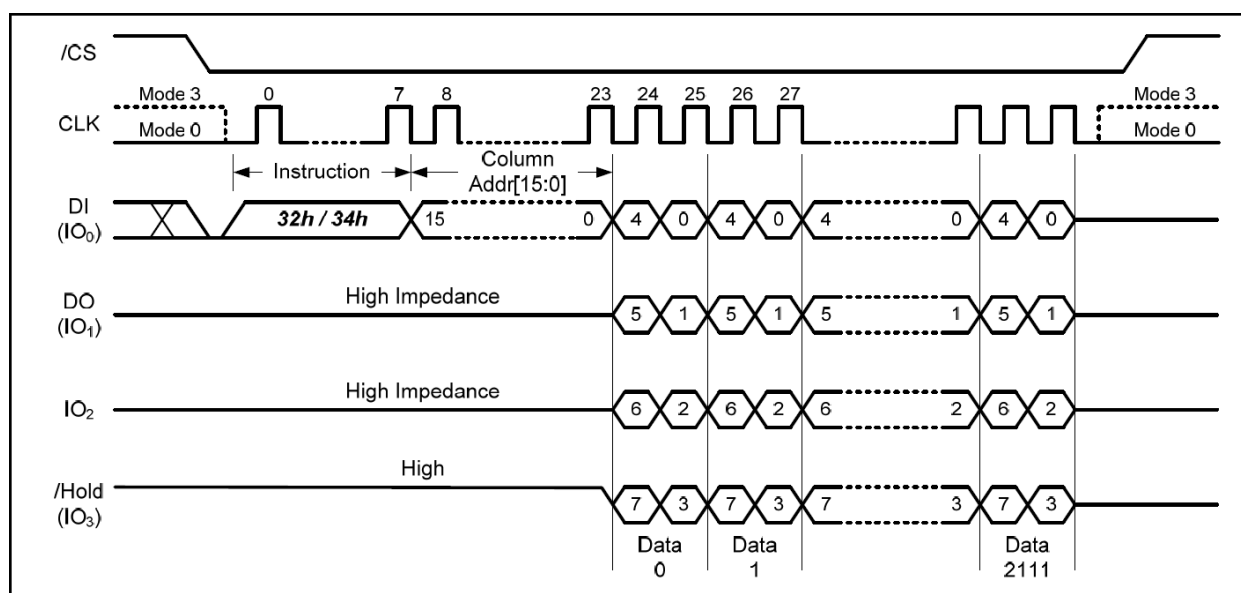 /CS
Mode 3 0 7 8 23 24 25 26 27 Mode 3
CLK Mode 0 Mode 0
Instruction Column
Addr[15:0]
DI
(IO₀) 32h / 34h 15 0 4 0 4 0 4 0 4 0
High Impedance
DO
(IO₁) 5 1 5 1 5 1 5 1
High Impedance
IO₂ 6 2 6 2 6 2 6 2
High
/Hold
(IO₃) 7 3 7 3 7 3 7 3
Data Data Data
0 1 2111